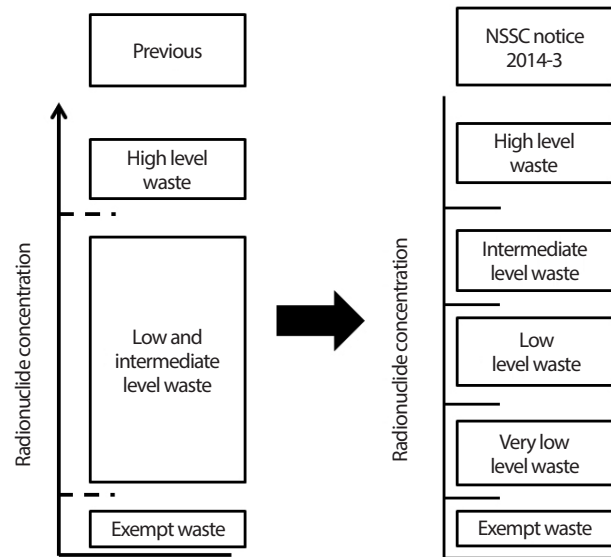 Previous
High level
waste
Low and
intermediate
level waste
Exempt waste
Radionuclide concentration
NSSC notice
2014-3
High level
waste
Intermediate
level waste
Low
level waste
Very low
level waste
Exempt waste
Radionuclide concentration